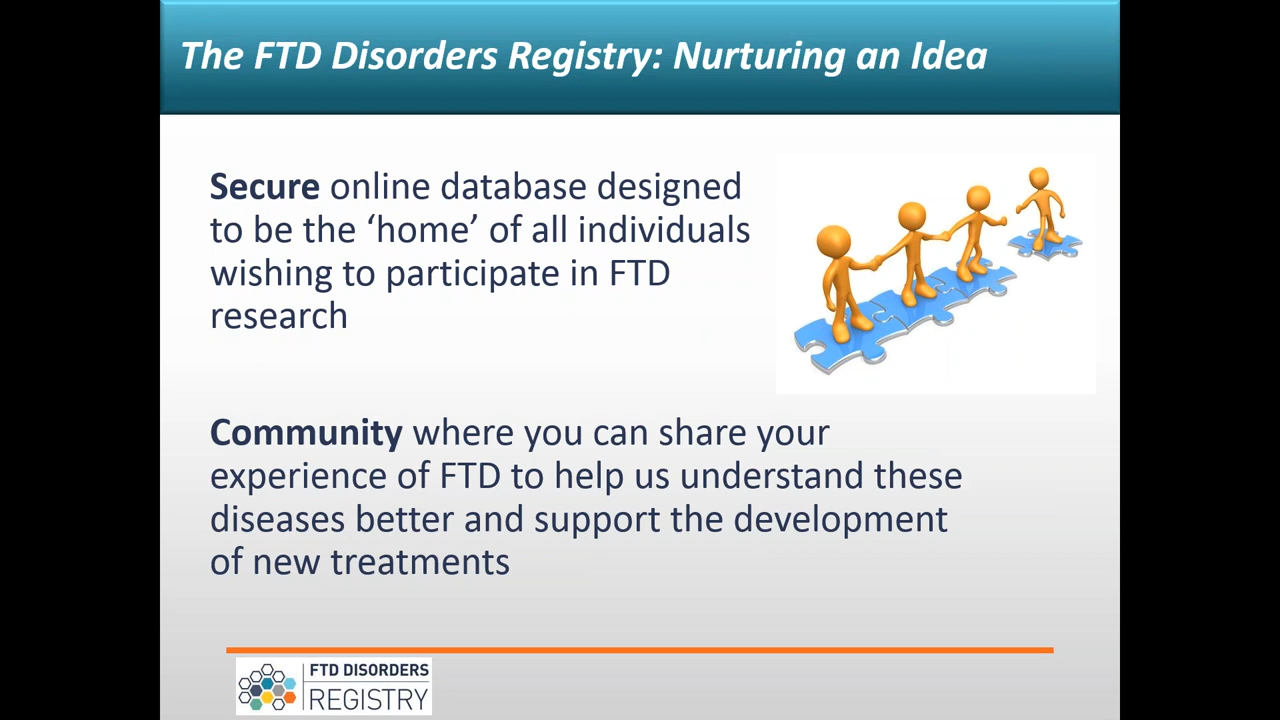 The FTD Disorders Registry: Nurturing an Idea
Secure online database designed
to be the ‘home’ of all individuals
wishing to participate in FTD
research
Community where you can share your
experience of FTD to help us understand these
diseases better and support the development
of new treatments
FTD DISORDERS
REGISTRY